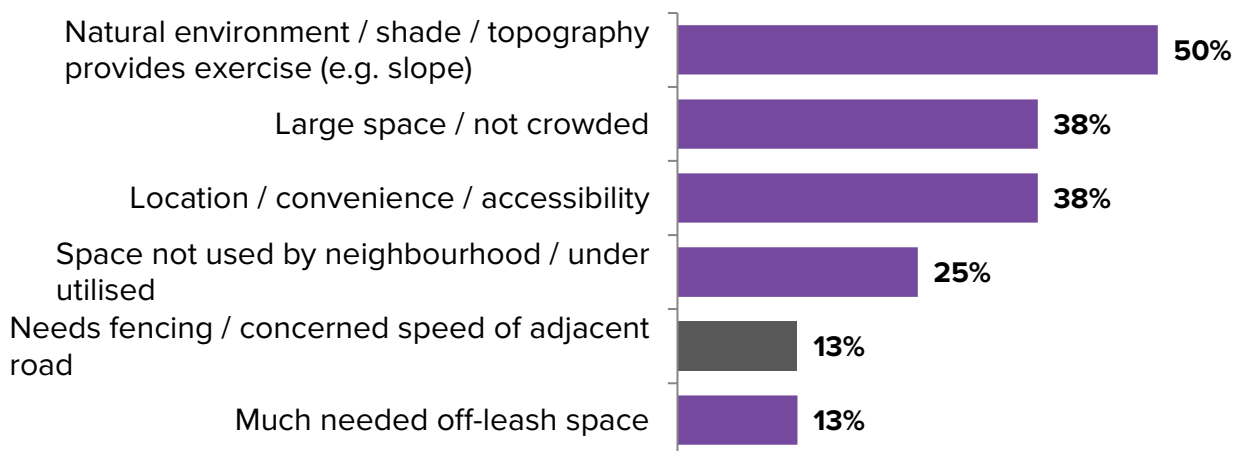 Natural environment / shade / topography
provides exercise (e.g. slope)
50%
Large space / not crowded
38%
Location / convenience / accessibility
38%
Space not used by neighbourhood / under
utilised
25%
Needs fencing / concerned speed of adjacent
road
13%
Much needed off-leash space
13%